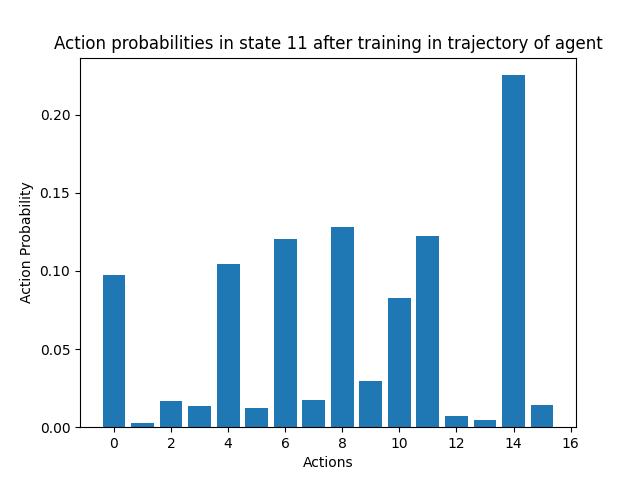 Action probabilities in state 11 after training in trajectory of agent
Action Probability
0.20
0.15
0.10
0.05
0.00
0 2 4 6 8 10 12 14 16
Actions